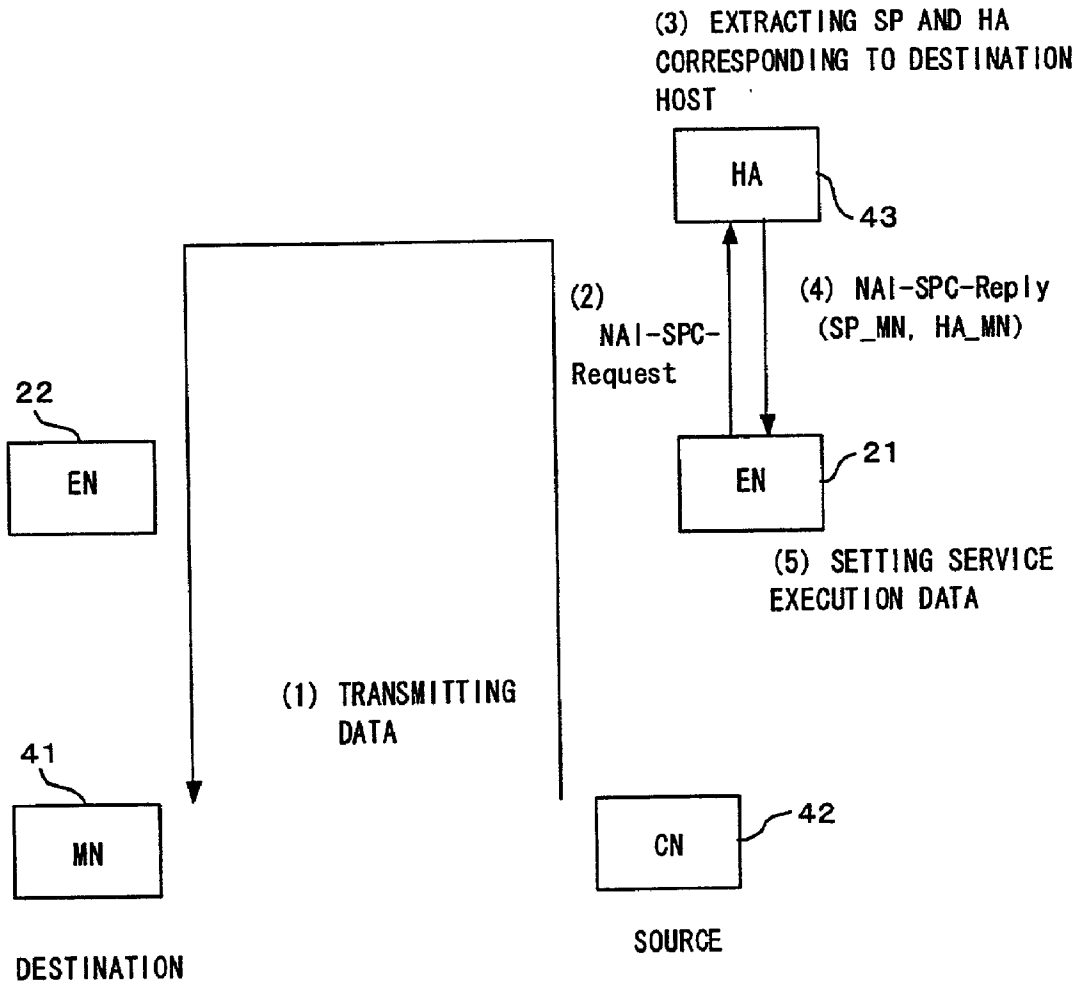 (3) EXTRACTING SP AND HA
CORRESPONDING TO DESTINATION
HOST
HA
43
(2)
NAI-SPC-
Request
(4) NAI-SPC-Reply
(SP_MN, HA_MN)
22
EN
21
EN
(5) SETTING SERVICE
EXECUTION DATA
(1) TRANSMITTING
DATA
41
MN
42
CN
SOURCE
DESTINATION